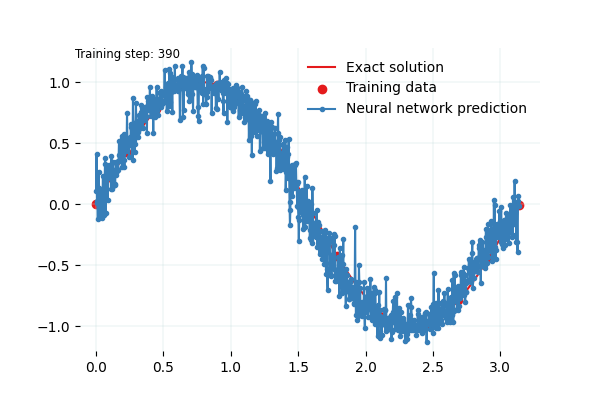 Training step: 390
Exact solution
Training data
Neural network prediction
1.0
0.5
0.0
−0.5
−1.0
0.0 0.5 1.0 1.5 2.0 2.5 3.0